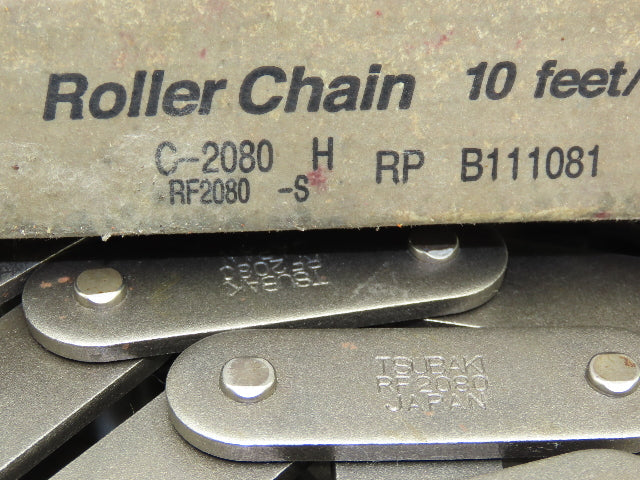 Roller Chain 10 feet/
C-2080 H RP B111081
RF2080 -S
TSUBAKI
RF2080
TSUBAKI
RF2080
JAPAN